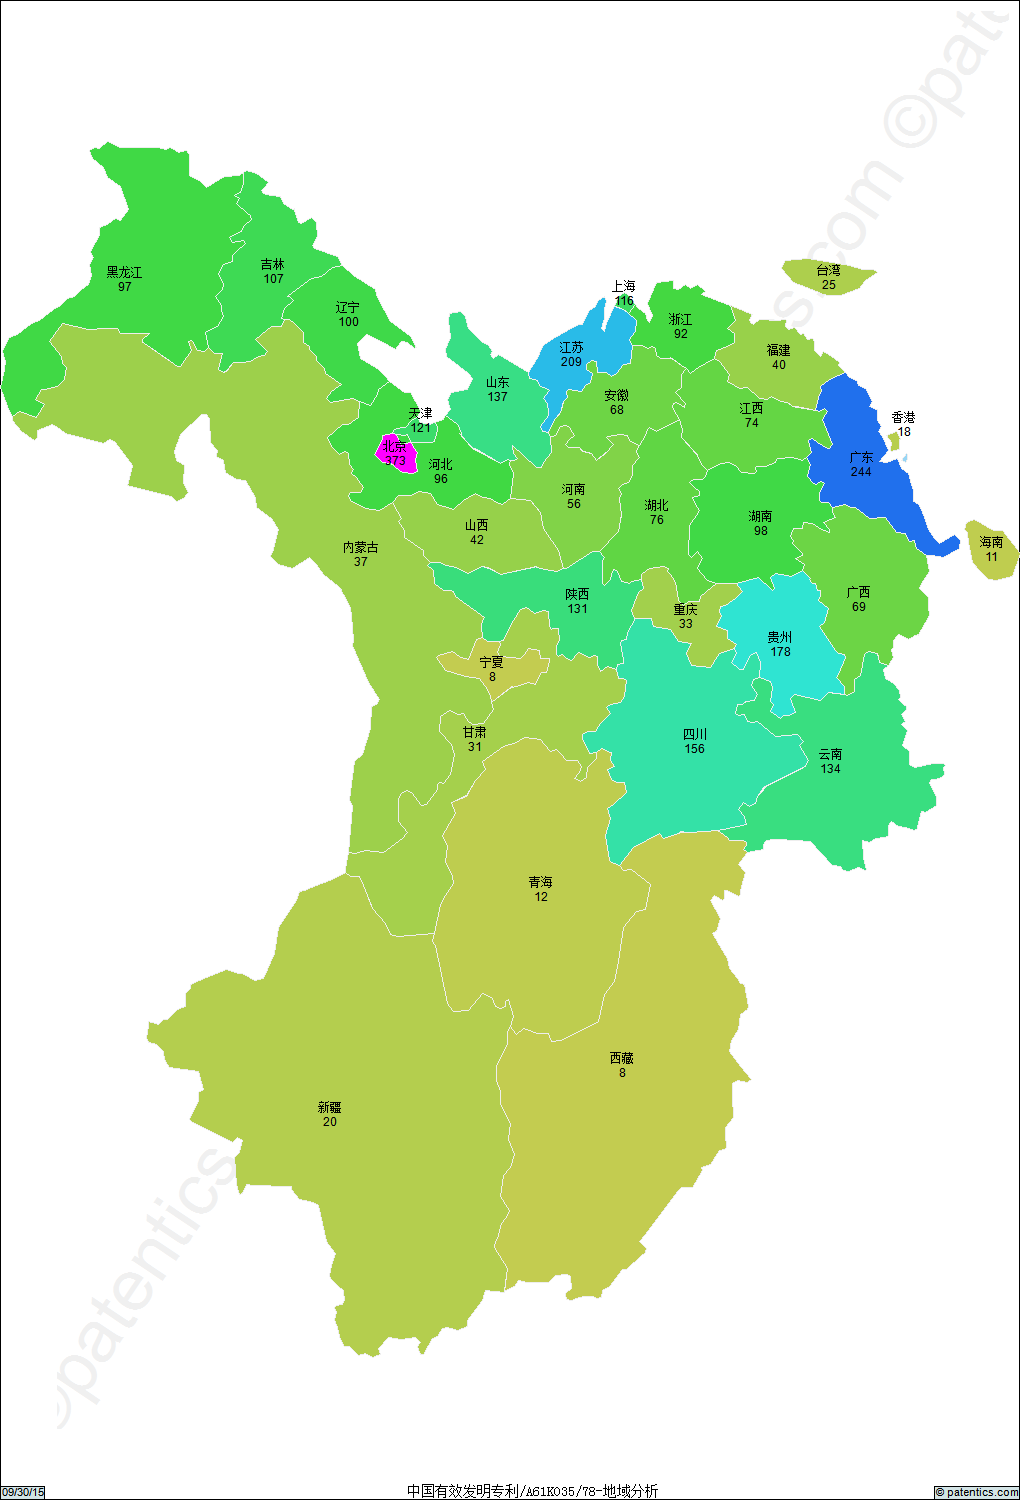 ©patentics.com ©patentics.com
黑龙江
97
吉林
107
辽宁
100
台湾
25
上海
116
浙江
92
江苏
209
福建
40
山东
137
安徽
68
江西
74
天津
121
香港
18
北京
373
河北
96
广东
244
河南
56
湖北
76
湖南
98
山西
42
内蒙古
37
海南
11
陕西
131
重庆
33
广西
69
贵州
178
宁夏
8
甘肃
31
四川
156
云南
134
青海
12
西藏
8
新疆
20
09/30/15
中国有效发明专利/A61K035/78-地域分析
© patentics.com